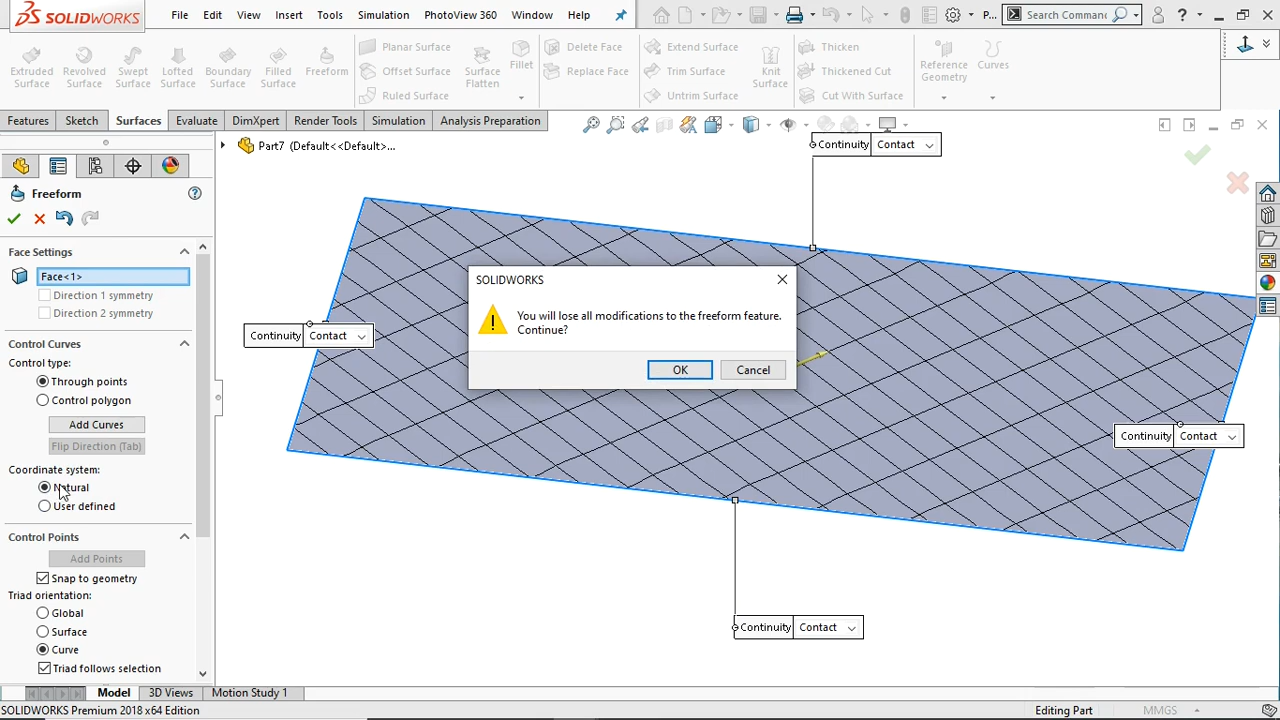 SOLIDWORKS
File Edit View Insert Tools Simulation PhotoView 360 Window Help
P... Search Comman
Extruded Surface
Revolved Surface
Swept Surface
Lofted Surface
Boundary Surface
Filled Surface
Freeform
Planar Surface
Offset Surface
Ruled Surface
Surface Flatten
Fillet
Delete Face
Replace Face
Extend Surface
Trim Surface
Untrim Surface
Knit Surface
Thicken
Thickened Cut
Cut With Surface
Reference Geometry
Curves
Features Sketch Surfaces Evaluate DimXpert Render Tools Simulation Analysis Preparation
Part7 (Default<<Default>...
Continuity Contact
Freeform
Face Settings
Face<1>
Direction 1 symmetry
Direction 2 symmetry
Control Curves
Control type:
Through points
Control polygon
Add Curves
Flip Direction (Tab)
Coordinate system:
Natural
User defined
Control Points
Add Points
Snap to geometry
Triad orientation:
Global
Surface
Curve
Triad follows selection
SOLIDWORKS
You will lose all modifications to the freeform feature.
Continue?
OK Cancel
Continuity Contact
Continuity Contact
Continuity Contact
Model 3D Views Motion Study 1
SOLIDWORKS Premium 2018 x64 Edition
Editing Part MMGS